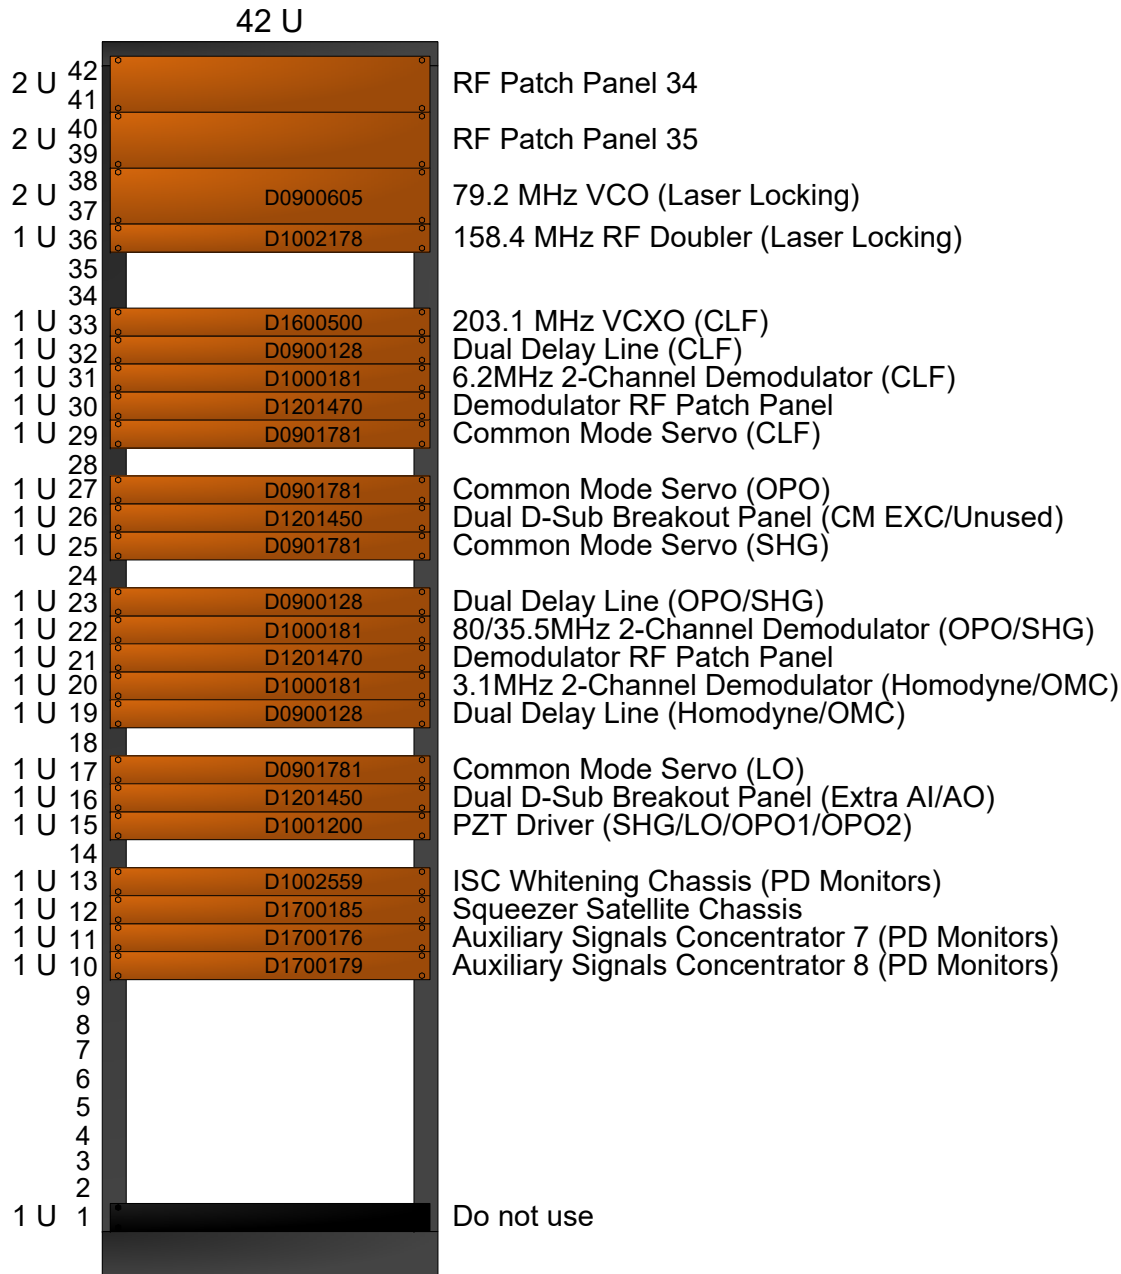 42 U
2 U 42 41 RF Patch Panel 34
2 U 40 39 RF Patch Panel 35
2 U 38 37 D0900605 79.2 MHz VCO (Laser Locking)
1 U 36 D1002178 158.4 MHz RF Doubler (Laser Locking)
35
34
1 U 33 D1600500 203.1 MHz VCXO (CLF)
1 U 32 D0900128 Dual Delay Line (CLF)
1 U 31 D1000181 6.2MHz 2-Channel Demodulator (CLF)
1 U 30 D1201470 Demodulator RF Patch Panel
1 U 29 D0901781 Common Mode Servo (CLF)
28
1 U 27 D0901781 Common Mode Servo (OPO)
1 U 26 D1201450 Dual D-Sub Breakout Panel (CM EXC/Unused)
1 U 25 D0901781 Common Mode Servo (SHG)
24
1 U 23 D0900128 Dual Delay Line (OPO/SHG)
1 U 22 D1000181 80/35.5MHz 2-Channel Demodulator (OPO/SHG)
1 U 21 D1201470 Demodulator RF Patch Panel
1 U 20 D1000181 3.1MHz 2-Channel Demodulator (Homodyne/OMC)
1 U 19 D0900128 Dual Delay Line (Homodyne/OMC)
18
1 U 17 D0901781 Common Mode Servo (LO)
1 U 16 D1201450 Dual D-Sub Breakout Panel (Extra AI/AO)
1 U 15 D1001200 PZT Driver (SHG/LO/OPO1/OPO2)
14
1 U 13 D1002559 ISC Whitening Chassis (PD Monitors)
1 U 12 D1700185 Squeezer Satellite Chassis
1 U 11 D1700176 Auxiliary Signals Concentrator 7 (PD Monitors)
1 U 10 D1700179 Auxiliary Signals Concentrator 8 (PD Monitors)
9
8
7
6
5
4
3
2
1 U 1 Do not use